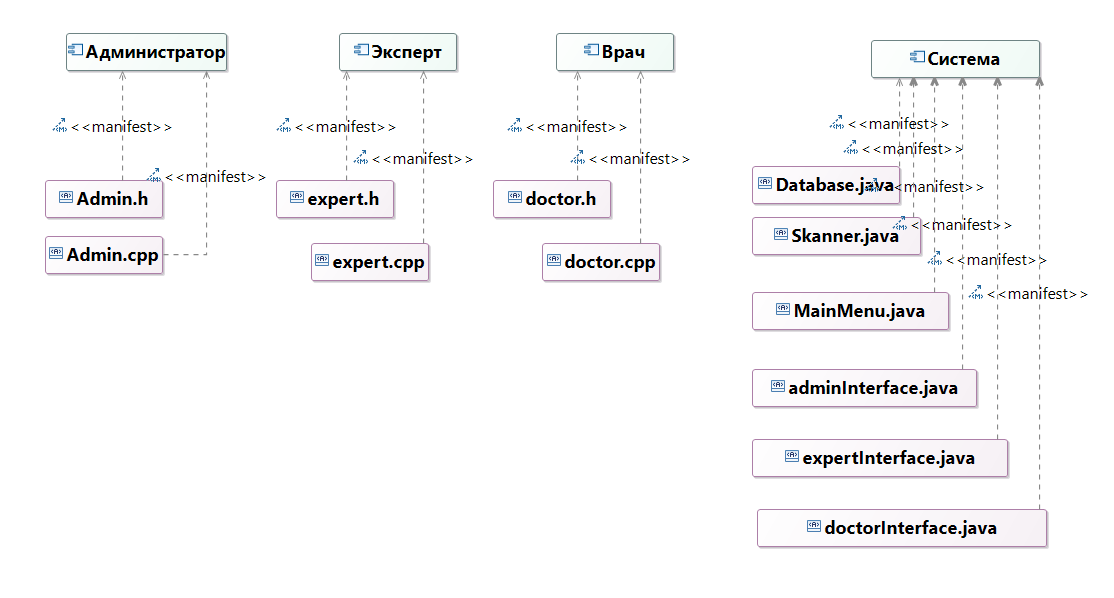 Администратор
Эксперт
Врач
Система
<<manifest>>
<<manifest>>
Admin.h
Admin.cpp
<<manifest>>
<<manifest>>
expert.h
expert.cpp
<<manifest>>
<<manifest>>
doctor.h
doctor.cpp
<<manifest>>
<<manifest>>
Database.java
<<manifest>>
<<manifest>>
Skanner.java
<<manifest>>
<<manifest>>
MainMenu.java
adminInterface.java
expertInterface.java
doctorInterface.java